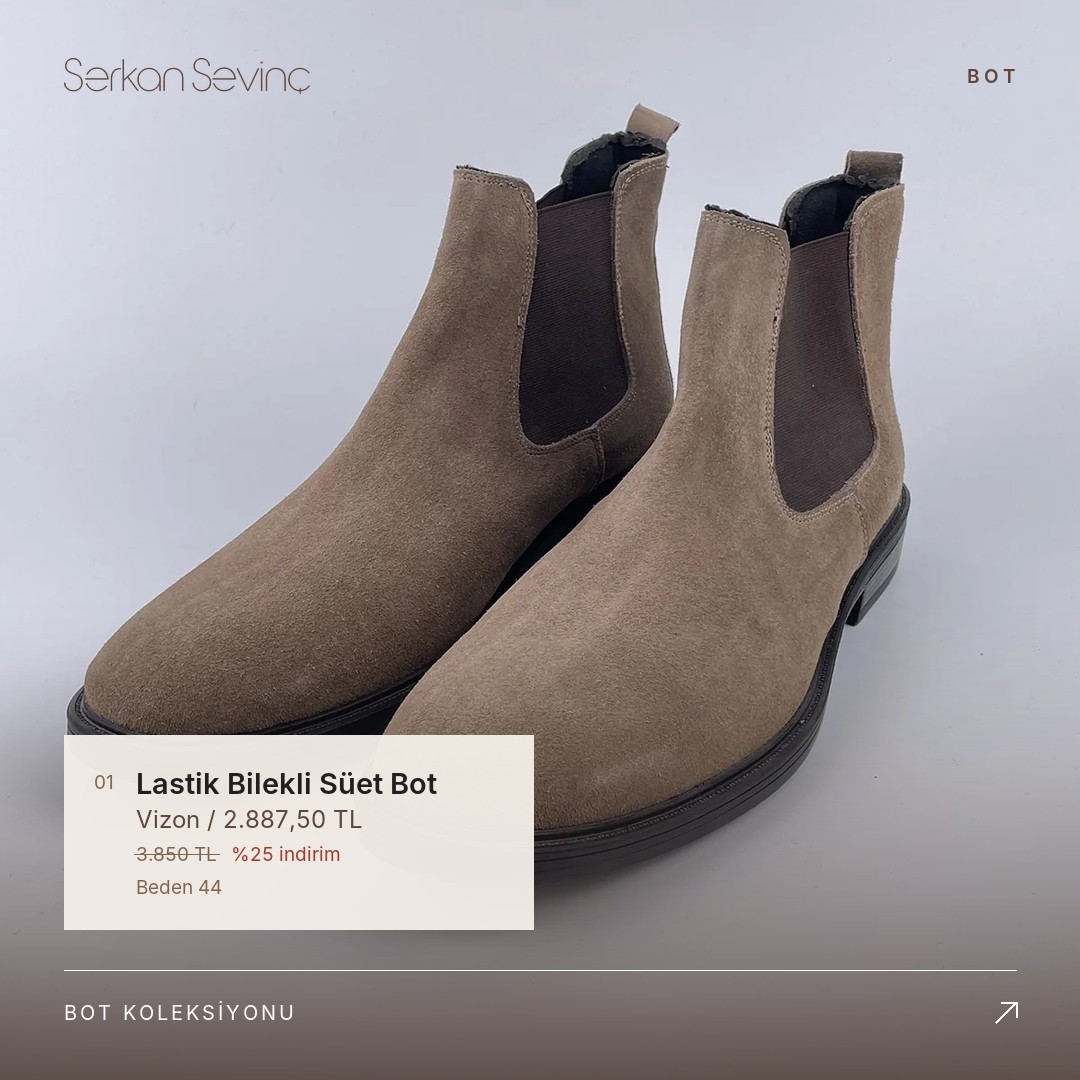 Serkan Sevinç
BOT
01
Lastik Bilekli Süet Bot
Vizon / 2.887,50 TL
3.850 TL %25 indirim
Beden 44
BOT KOLEKSİYONU